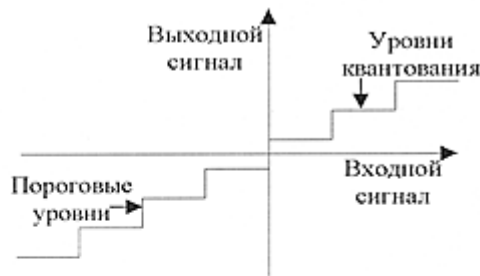 Выходной
сигнал
Уровни
квантования
Входной
сигнал
Пороговые
уровни